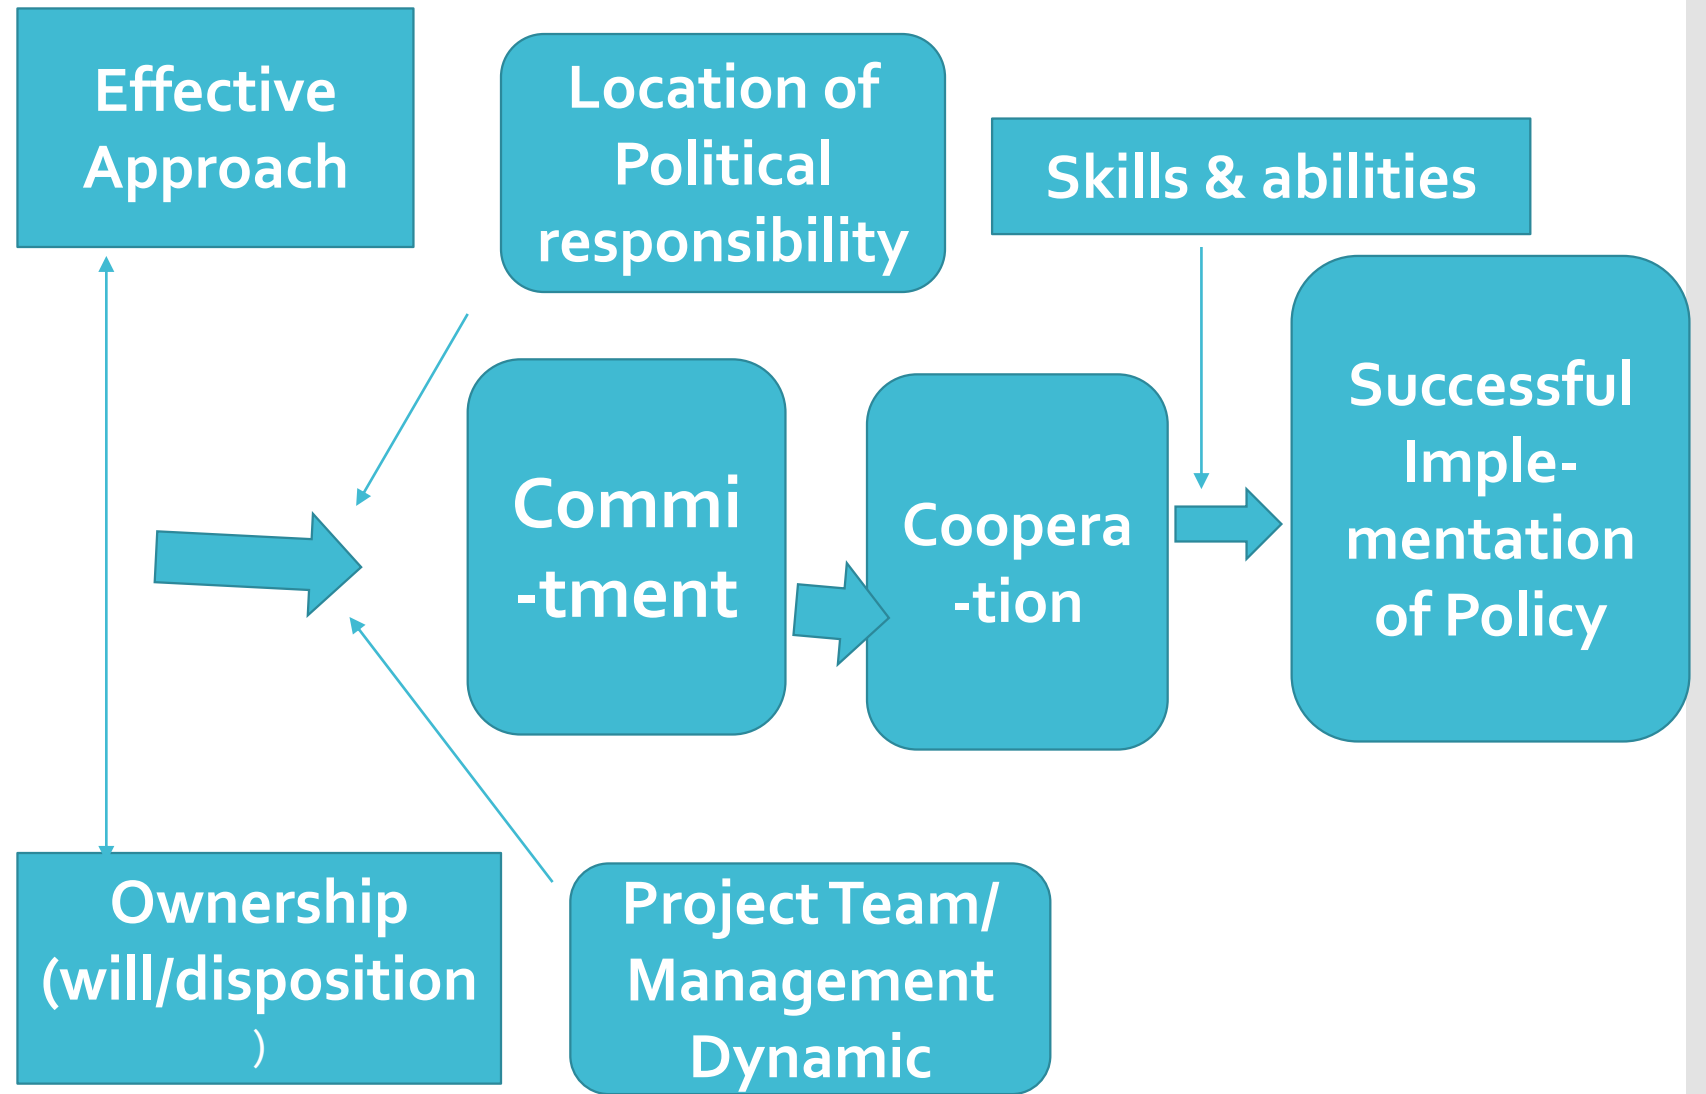 Effective
Approach
Location of
Political
responsibility
Skills & abilities
Commi
-tment
Coopera
-tion
Successful
Imple-
mentation
of Policy
Ownership
(will/disposition
)
Project Team/
Management
Dynamic